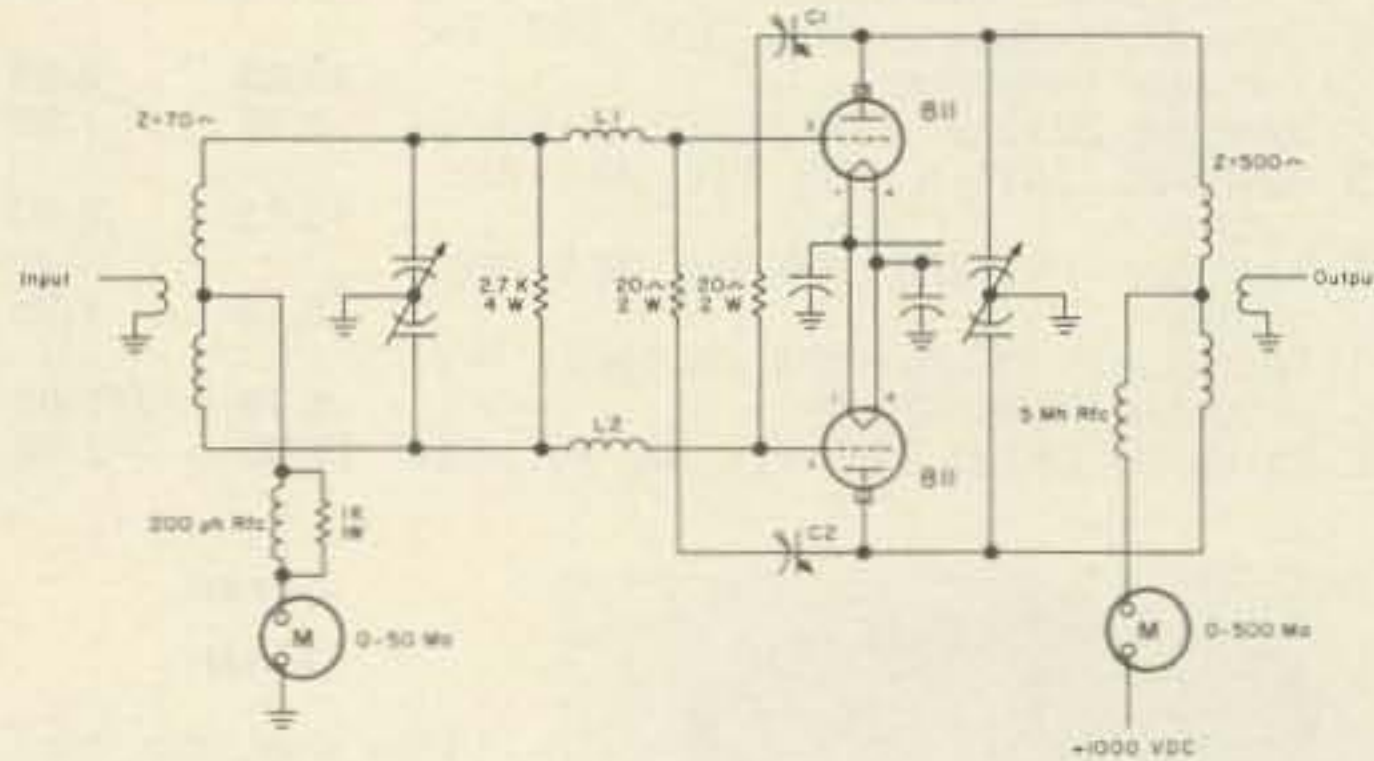 C1
Z=70~
L1
811
Z=500~
Input
2.7 K
4 W
20~
2 W
20~
2 W
Outpu
L2
5 Mh Rfc
811
200 µh Rfc
1K
1W
C2
M
0-50 Ma
M
0-500 Ma
+1000 VDC